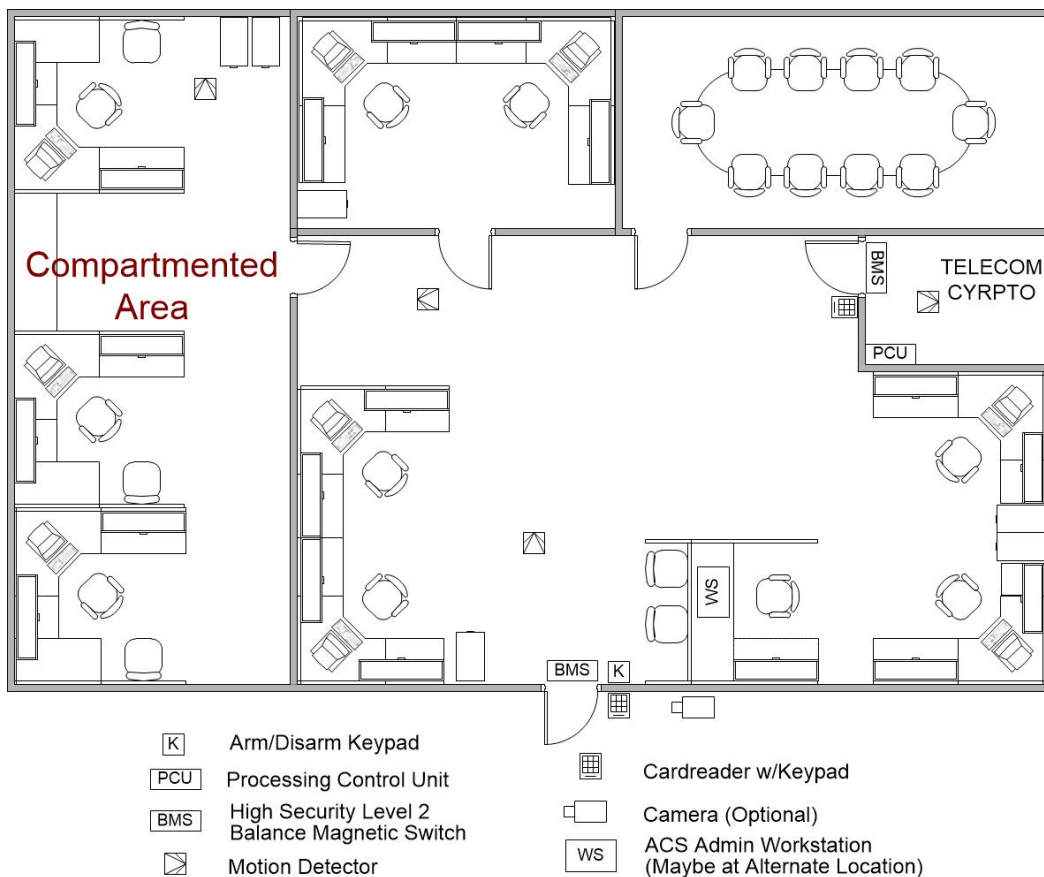 Compartmented
Area
BMS
TELECOM
CYRPTO
PCU
WS
BMS
K
K
Arm/Disarm Keypad
PCU
Processing Control Unit
BMS
High Security Level 2
Balance Magnetic Switch
Motion Detector
Cardreader w/Keypad
Camera (Optional)
WS
ACS Admin Workstation
(Maybe at Alternate Location)